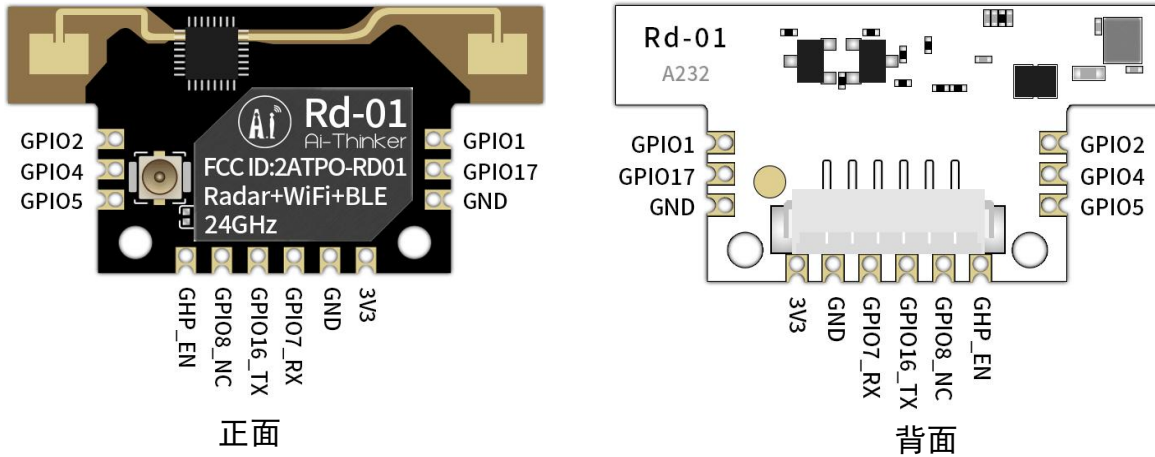 GPIO2
GPIO4
GPIO5
A.i
Rd-01
Ai-Thinker
FCC ID:2ATPO-RD01
Radar+WiFi+BLE
24GHz
GPIO1
GPIO17
GND
GHP_EN
GPIO8_NC
GPIO16_TX
GPIO7_RX
GND
3V3
正面
Rd-01
A232
GPIO1
GPIO17
GND
GPIO2
GPIO4
GPIO5
3V3
GND
GPIO7_RX
GPIO16_TX
GPIO8_NC
GHP_EN
背面